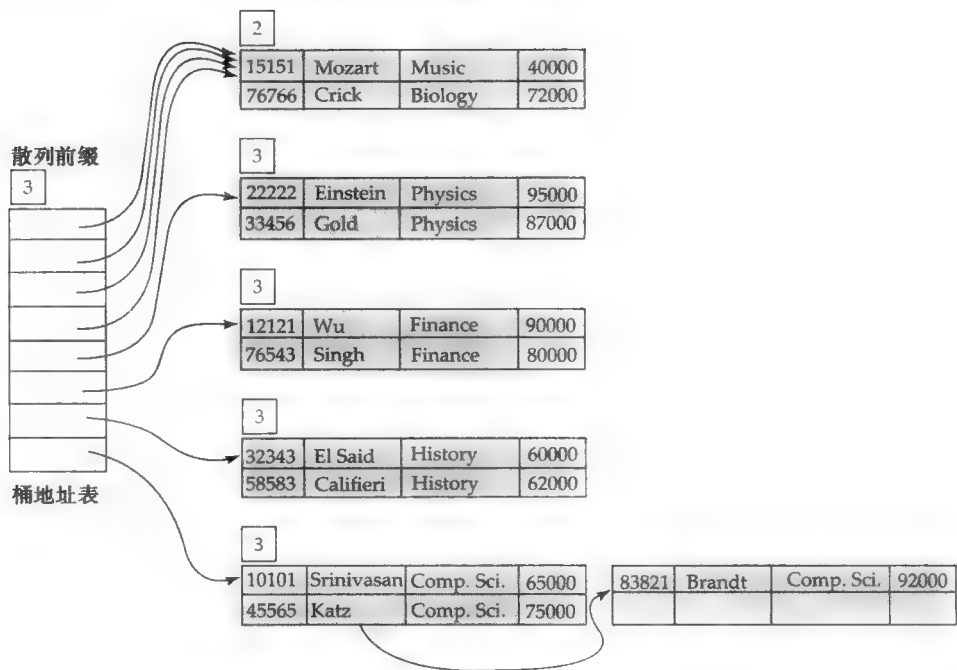 2
15151 Mozart Music 40000
76766 Crick Biology 72000
散列前缀
3
3
22222 Einstein Physics 95000
33456 Gold Physics 87000
3
12121 Wu Finance 90000
76543 Singh Finance 80000
3
32343 El Said History 60000
58583 Califieri History 62000
桶地址表
3
10101 Srinivasan Comp. Sci. 65000
45565 Katz Comp. Sci. 75000
83821 Brandt Comp. Sci. 92000